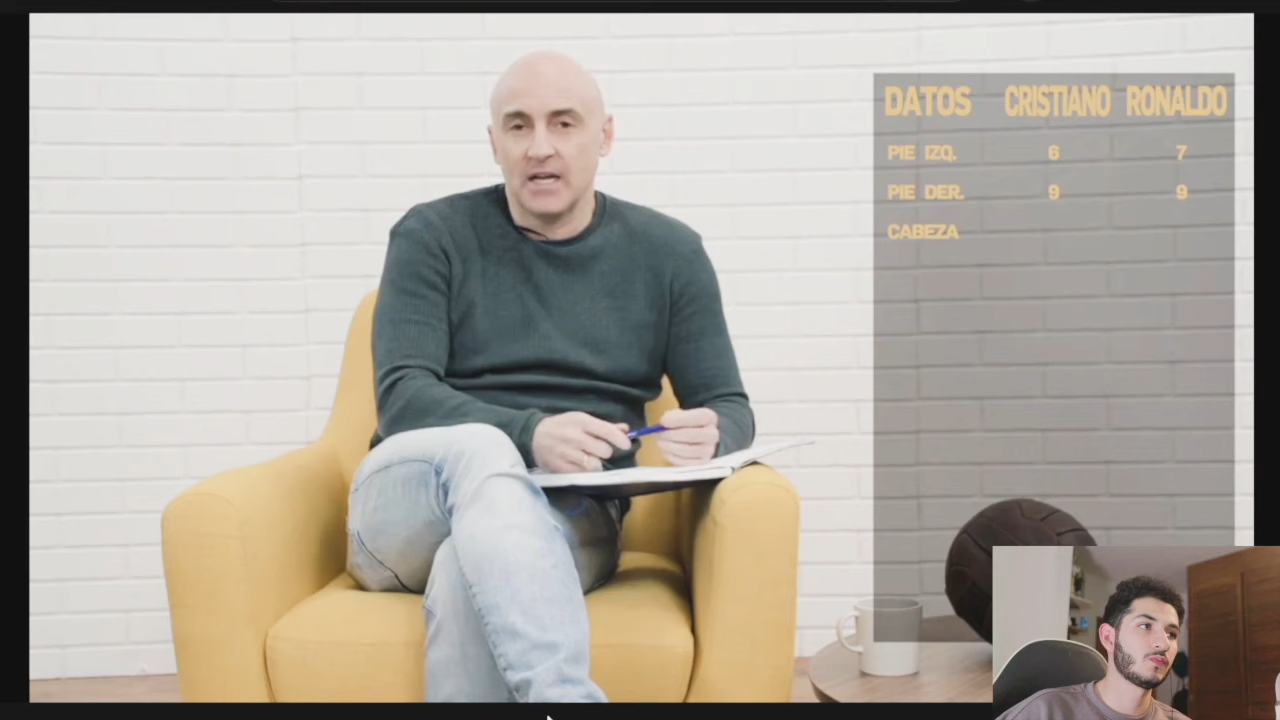 DATOS CRISTIANO RONALDO
PIE IZQ. 6 7
PIE DER. 9 9
CABEZA